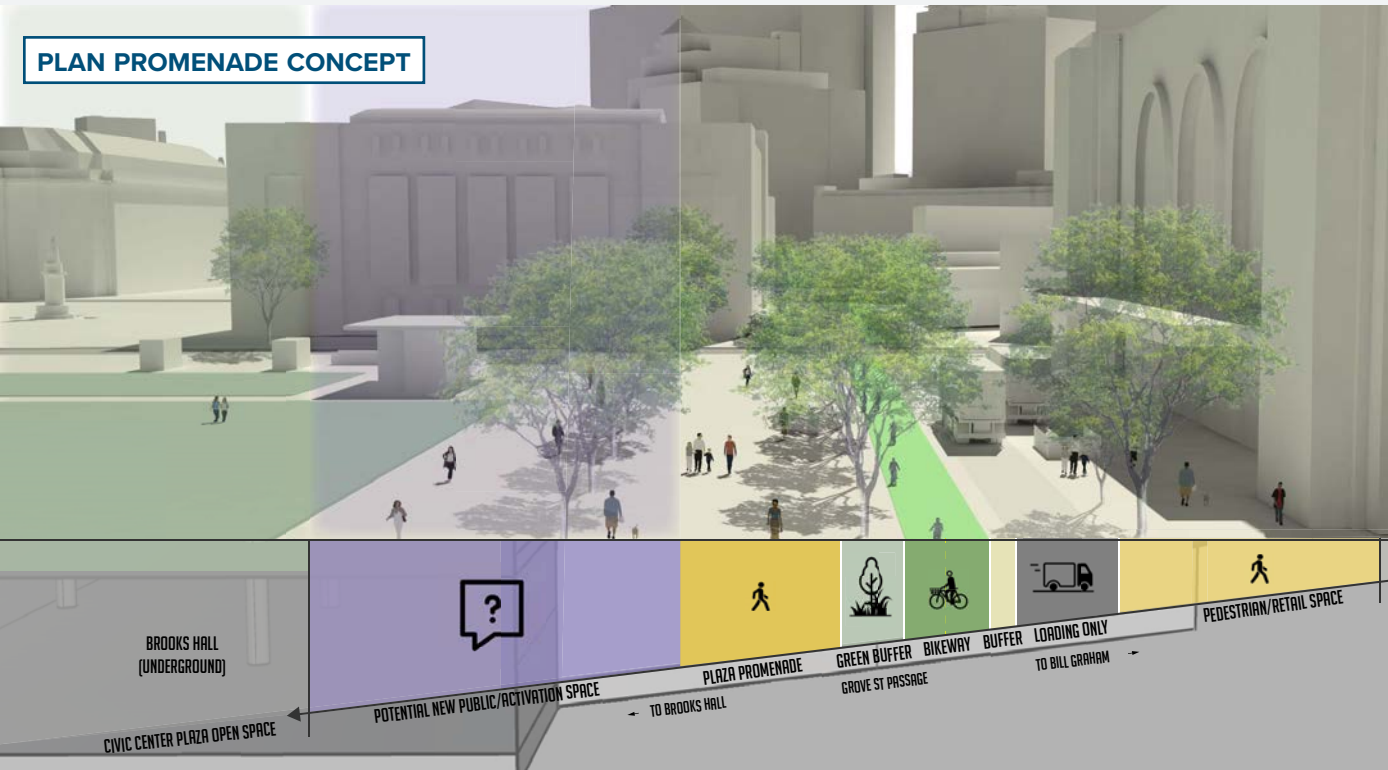 PLAN PROMENADE CONCEPT
?
BROOKS HALL
(UNDERGROUND)
CIVIC CENTER PLAZA OPEN SPACE
POTENTIAL NEW PUBLIC/ACTIVATION SPACE
PLAZA PROMENADE
GREEN BUFFER
BIKEWAY
BUFFER
LOADING ONLY
PEDESTRIAN/RETAIL SPACE
TO BROOKS HALL
GROVE ST PASSAGE
TO BILL GRAHAM